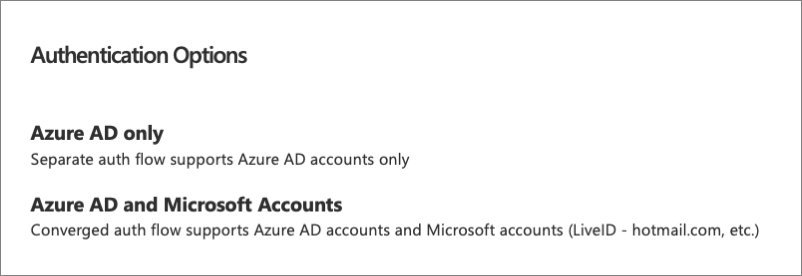 Authentication Options
Azure AD only
Separate auth flow supports Azure AD accounts only
Azure AD and Microsoft Accounts
Converged auth flow supports Azure AD accounts and Microsoft accounts (LiveID - hotmail.com, etc.)